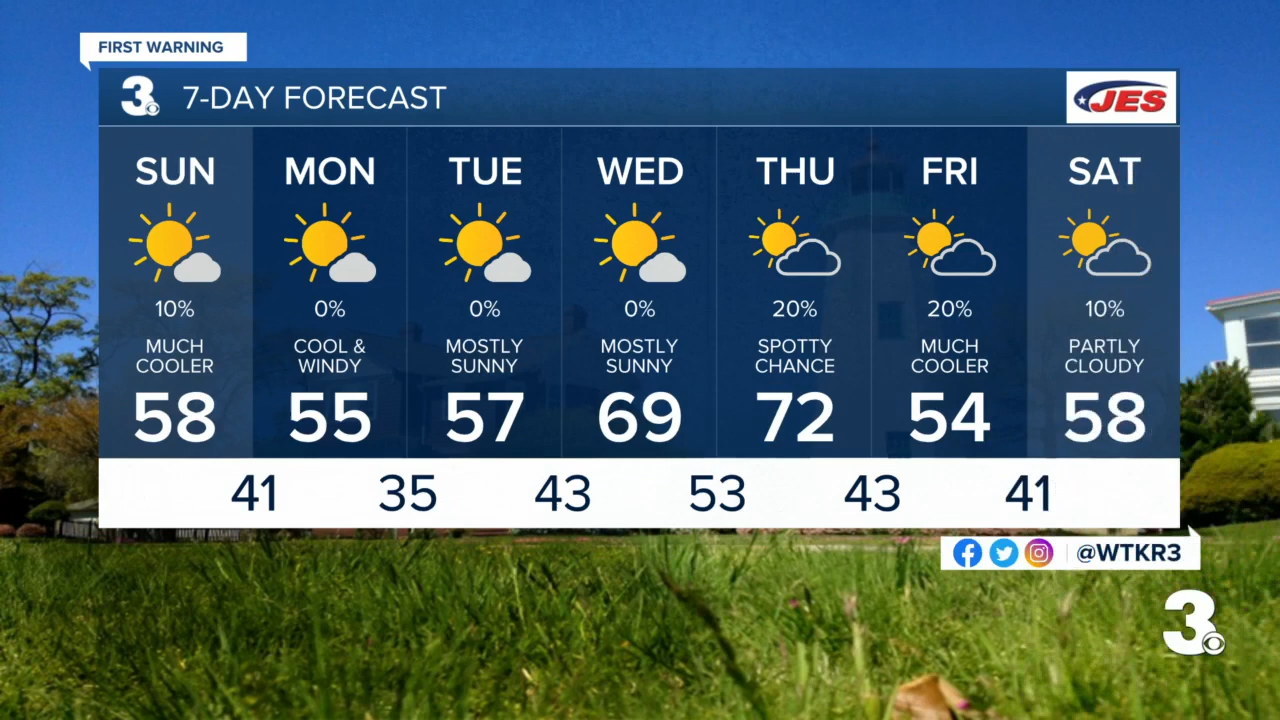 FIRST WARNING
3 7-DAY FORECAST JES
SUN MON TUE WED THU FRI SAT
10% 0% 0% 0% 20% 20% 10%
MUCH COOL & MOSTLY MOSTLY SPOTTY MUCH PARTLY
COOLER WINDY SUNNY SUNNY CHANCE COOLER CLOUDY
58 55 57 69 72 54 58
41 35 43 53 43 41
@WTKR3
3